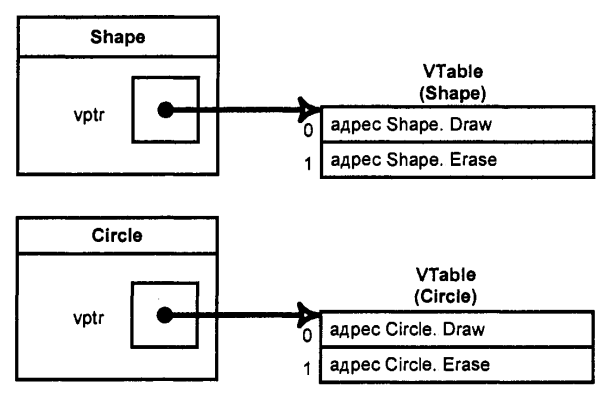 Shape
vptr
VTable
(Shape)
0 адрес Shape. Draw
1 адрес Shape. Erase
Circle
vptr
VTable
(Circle)
0 адрес Circle. Draw
1 адрес Circle. Erase